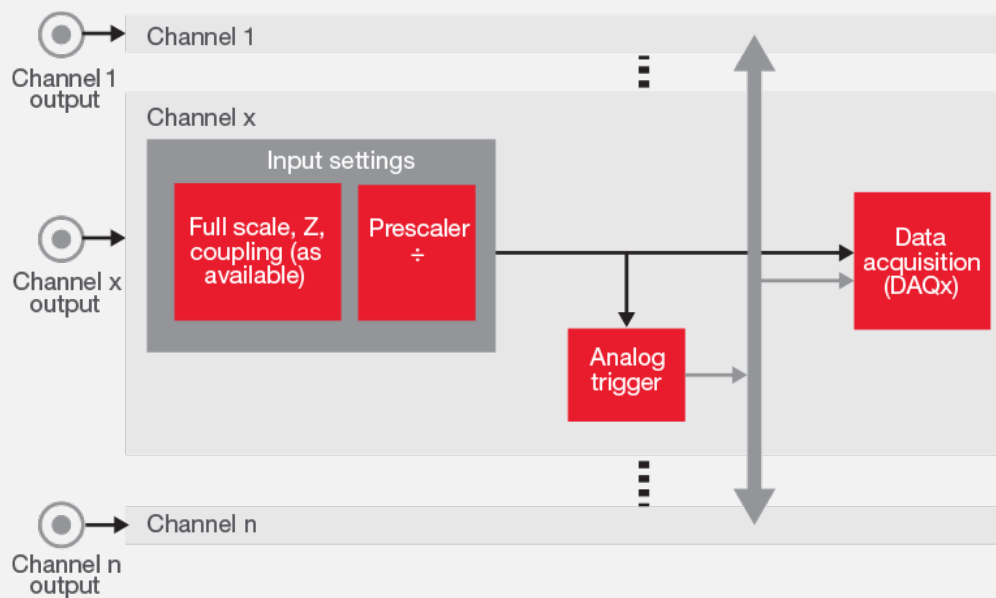 Channel 1
Channel 1
output
Channel x
Input settings
Full scale, Z,
coupling (as
available)
Prescaler
÷
Channel x
output
Data
acquisition
(DAQx)
Analog
trigger
Channel n
Channel n
output